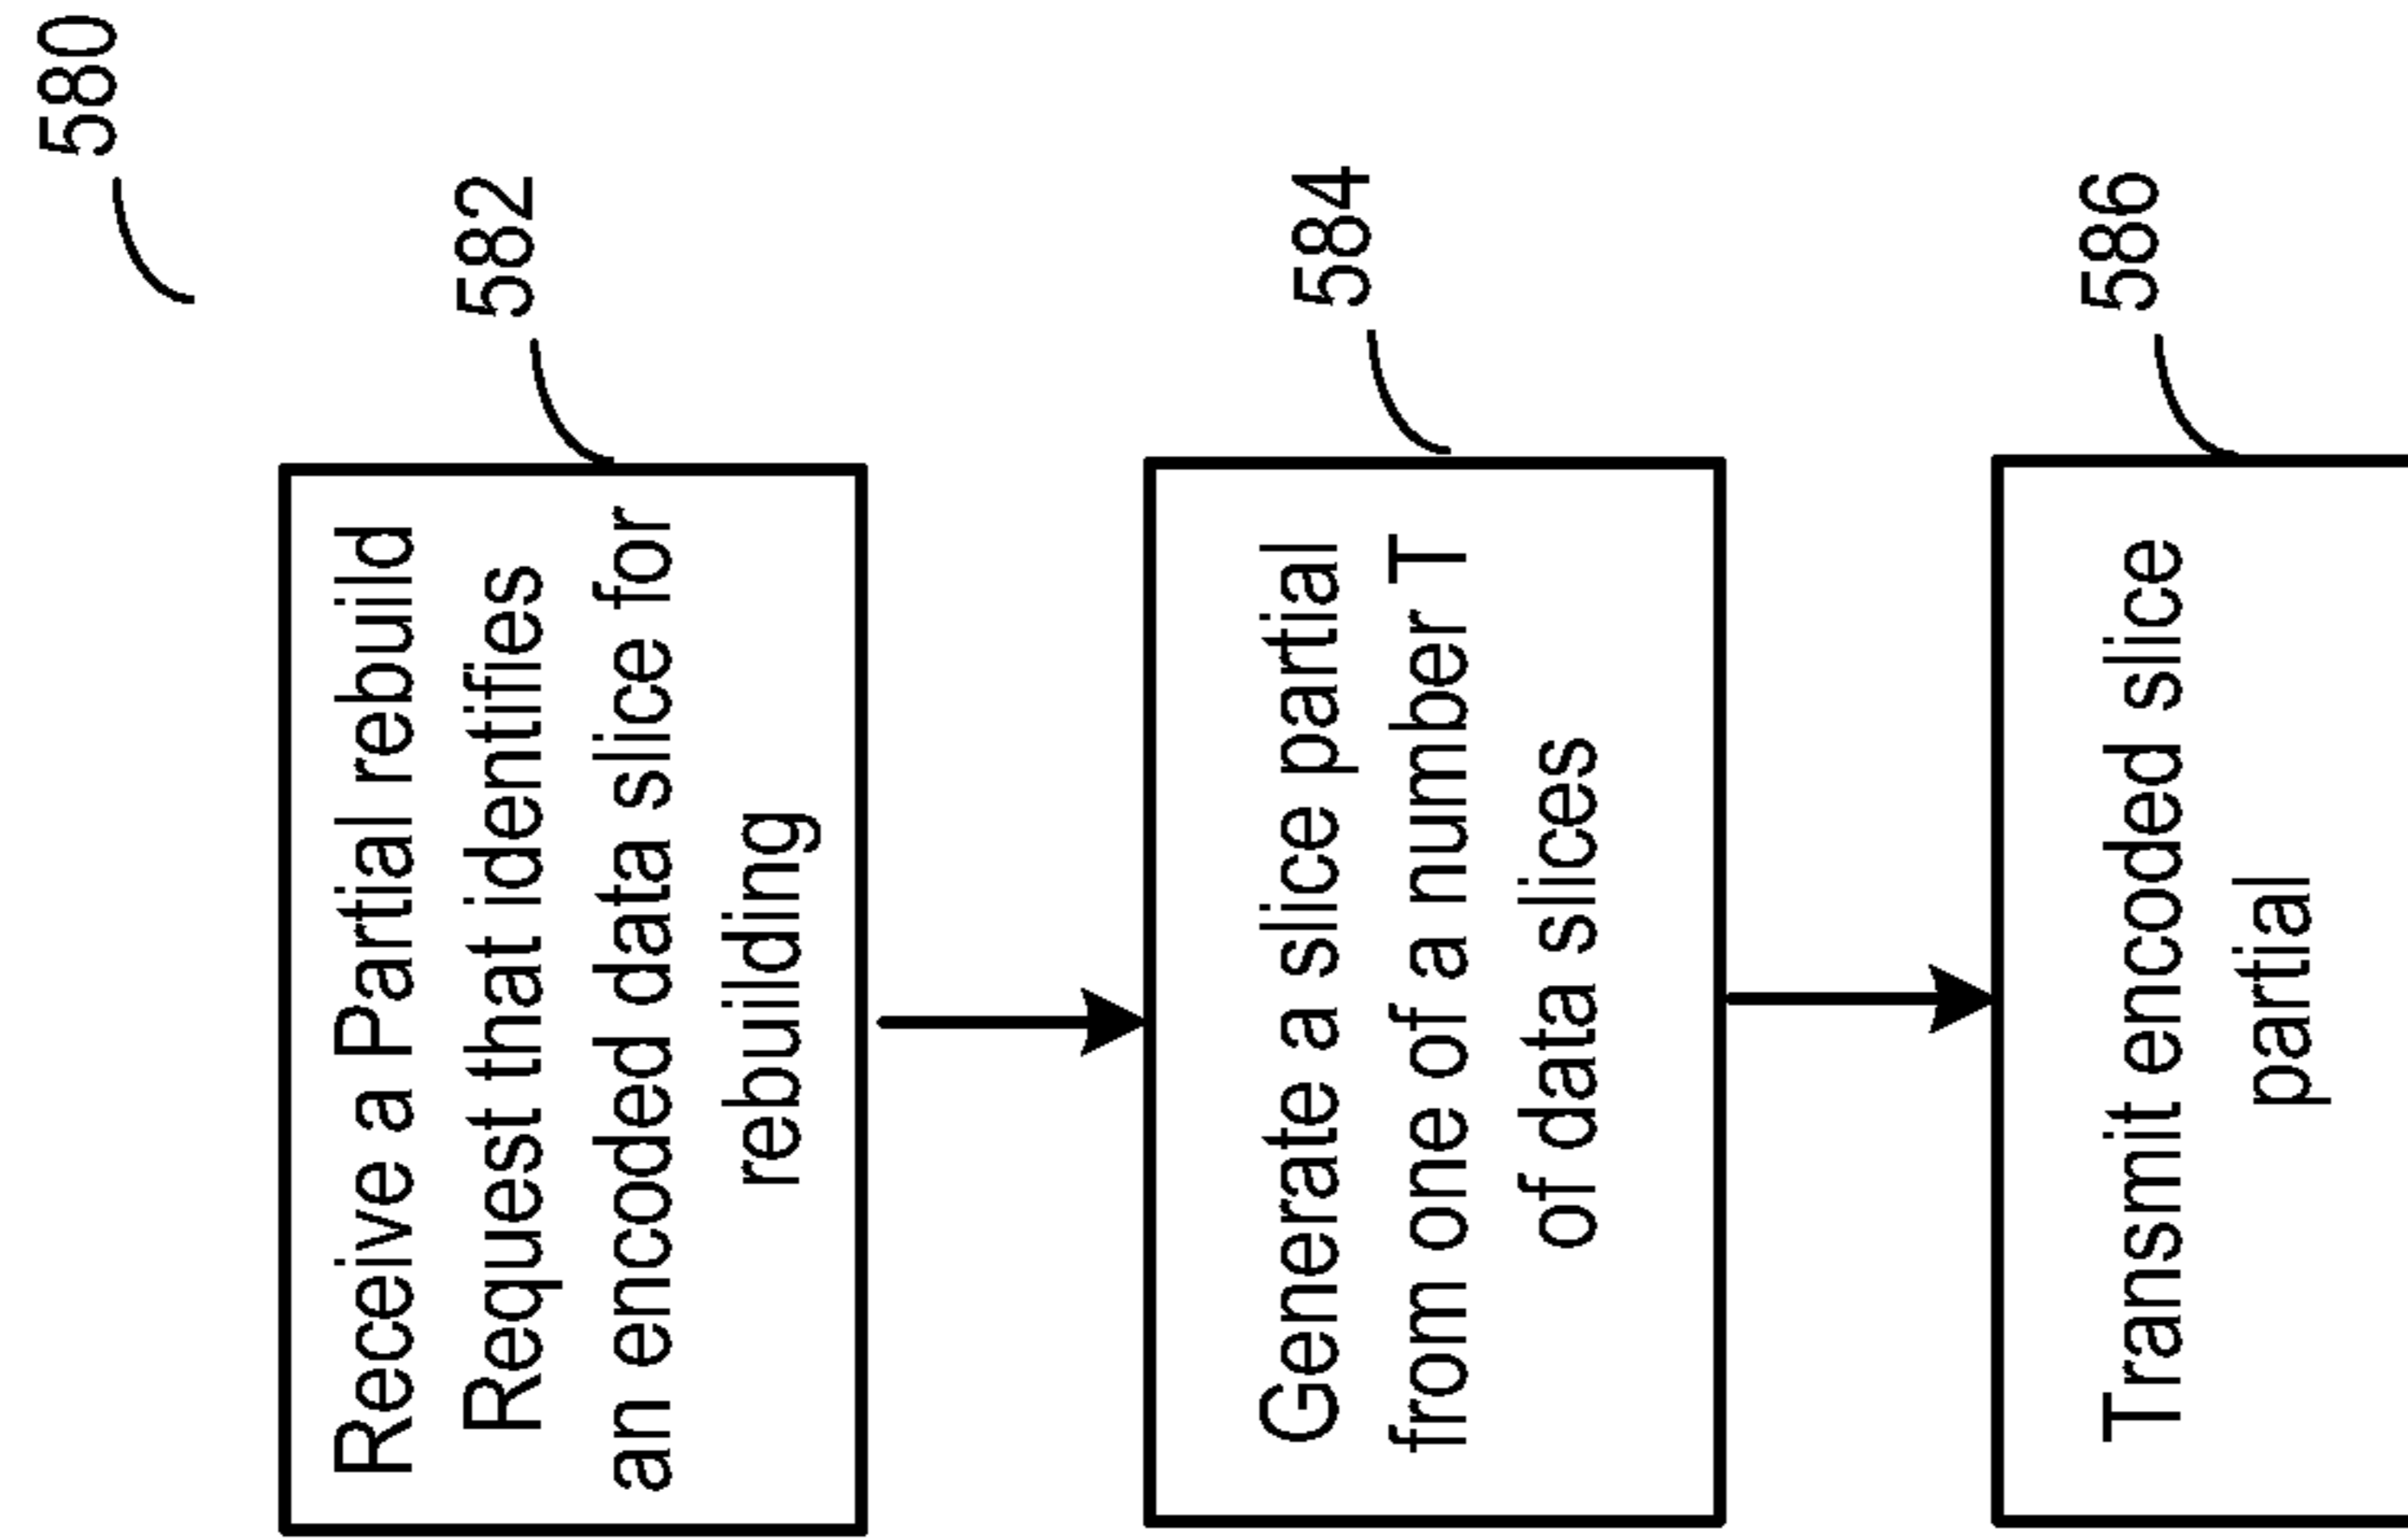 580
582
Receive a Partial rebuild
Request that identifies
an encoded data slice for
rebuilding
584
Generate a slice partial
from one of a number T
of data slices
586
Transmit encoded slice
partial